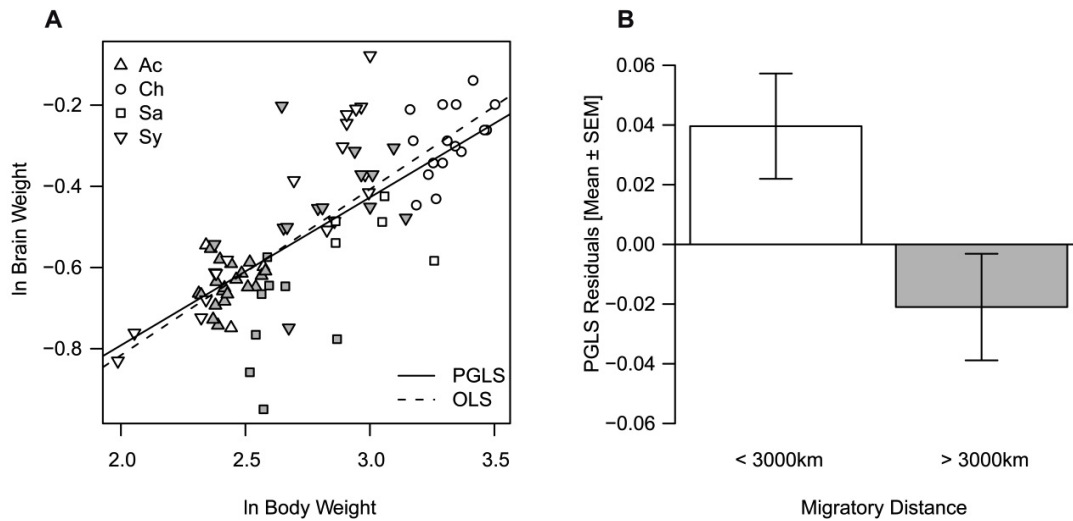 A
Ac
Ch
Sa
Sy
−0.2
−0.4
−0.6
−0.8
ln Brain Weight
PGLS
OLS
2.0 2.5 3.0 3.5
ln Body Weight
B
0.06
0.04
0.02
0.00
−0.02
−0.04
−0.06
PGLS Residuals [Mean ± SEM]
< 3000km > 3000km
Migratory Distance